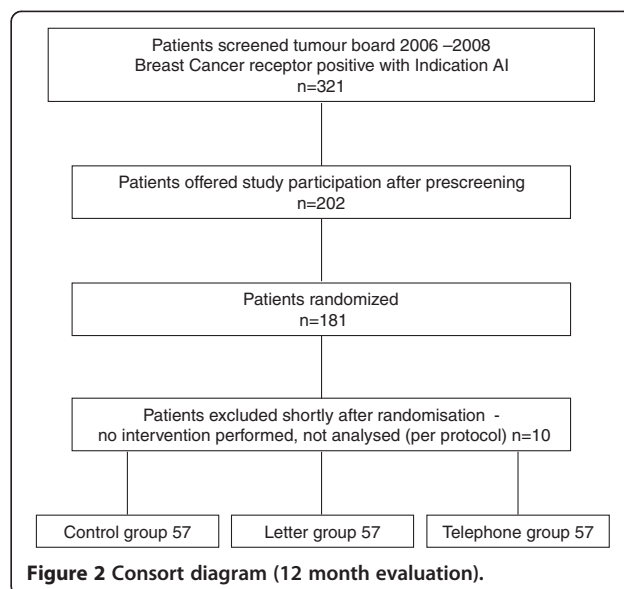 Patients screened tumour board 2006 –2008
Breast Cancer receptor positive with Indication AI
n=321
Patients offered study participation after prescreening
n=202
Patients randomized
n=181
Patients excluded shortly after randomisation -
no intervention performed, not analysed (per protocol) n=10
Control group 57 Letter group 57 Telephone group 57
Figure 2 Consort diagram (12 month evaluation).